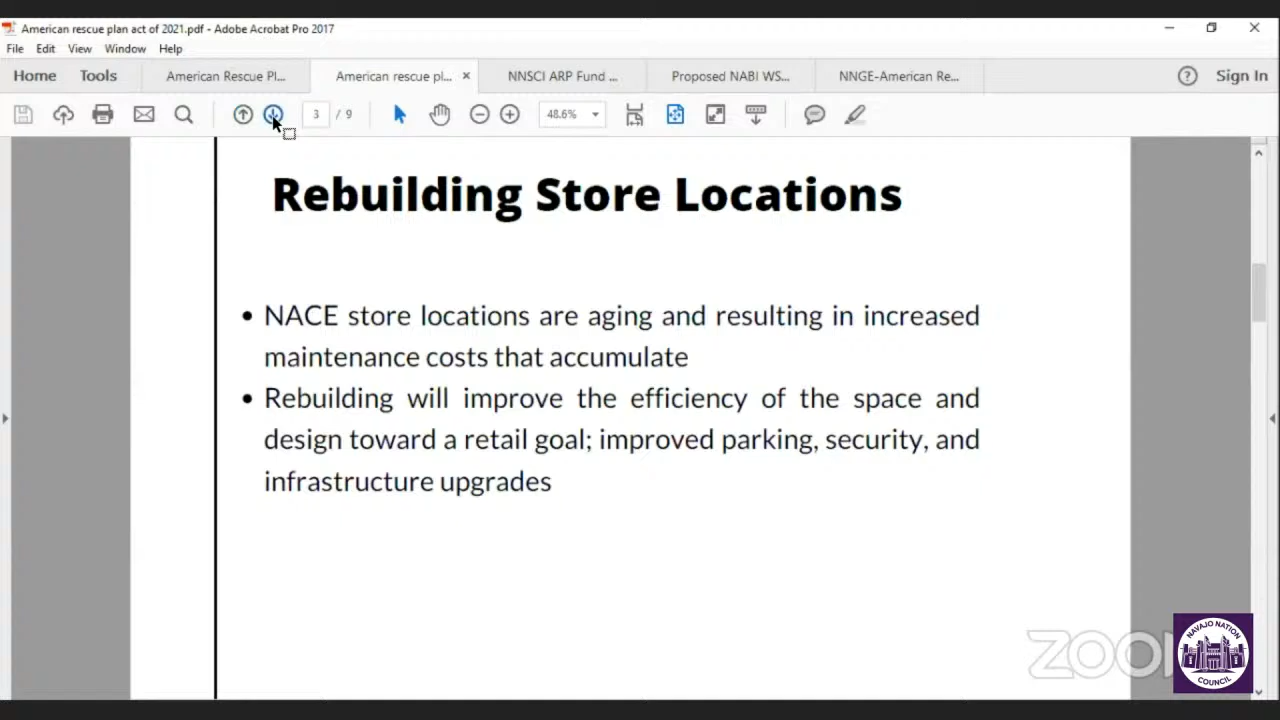 American rescue plan act of 2021.pdf - Adobe Acrobat Pro 2017
File Edit View Window Help
Home Tools American Rescue Pl... American rescue pl... × NNSCI ARP Fund ... Proposed NABI WS... NNGE-American Re... Sign In
3 / 9 48.6%
Rebuilding Store Locations
• NACE store locations are aging and resulting in increased
maintenance costs that accumulate
• Rebuilding will improve the efficiency of the space and
design toward a retail goal; improved parking, security, and
infrastructure upgrades
ZOO
NAVAJO NATION
COUNCIL